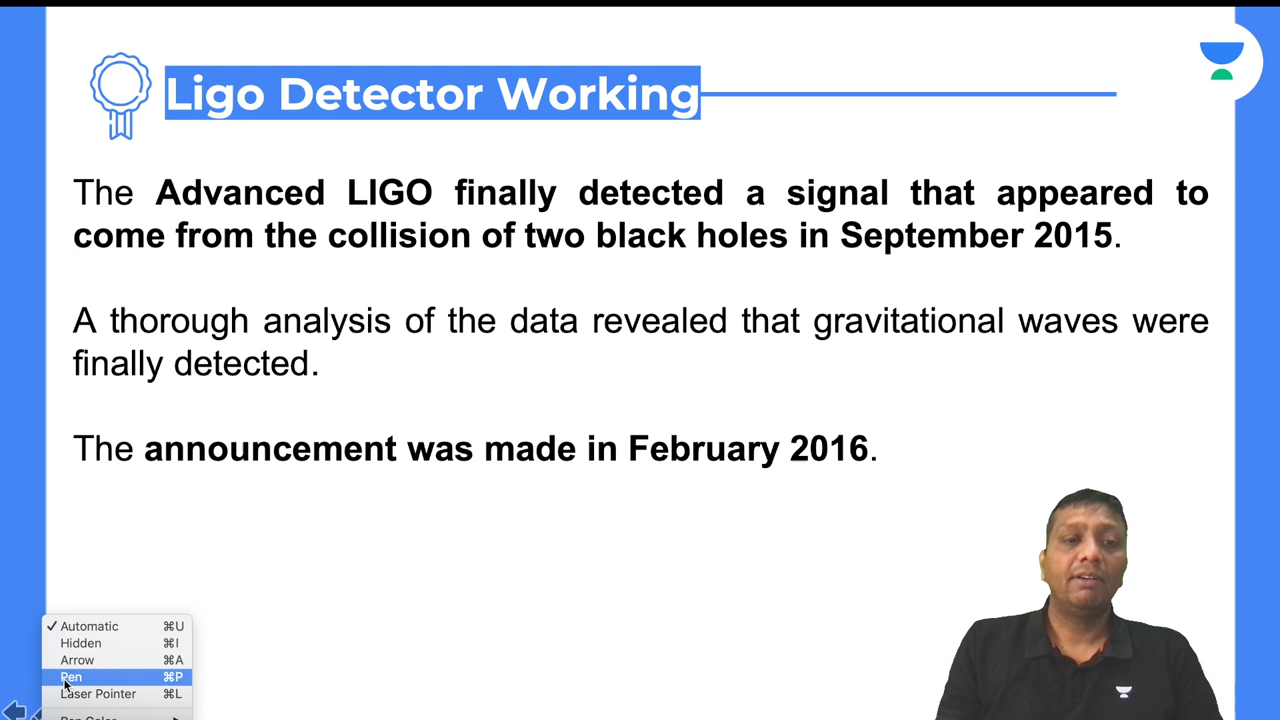 Ligo Detector Working
The Advanced LIGO finally detected a signal that appeared to
come from the collision of two black holes in September 2015.
A thorough analysis of the data revealed that gravitational waves were
finally detected.
The announcement was made in February 2016.
✓ Automatic ⌘U
Hidden ⌘I
Arrow ⌘A
Pen ⌘P
Laser Pointer ⌘L
Pen Color